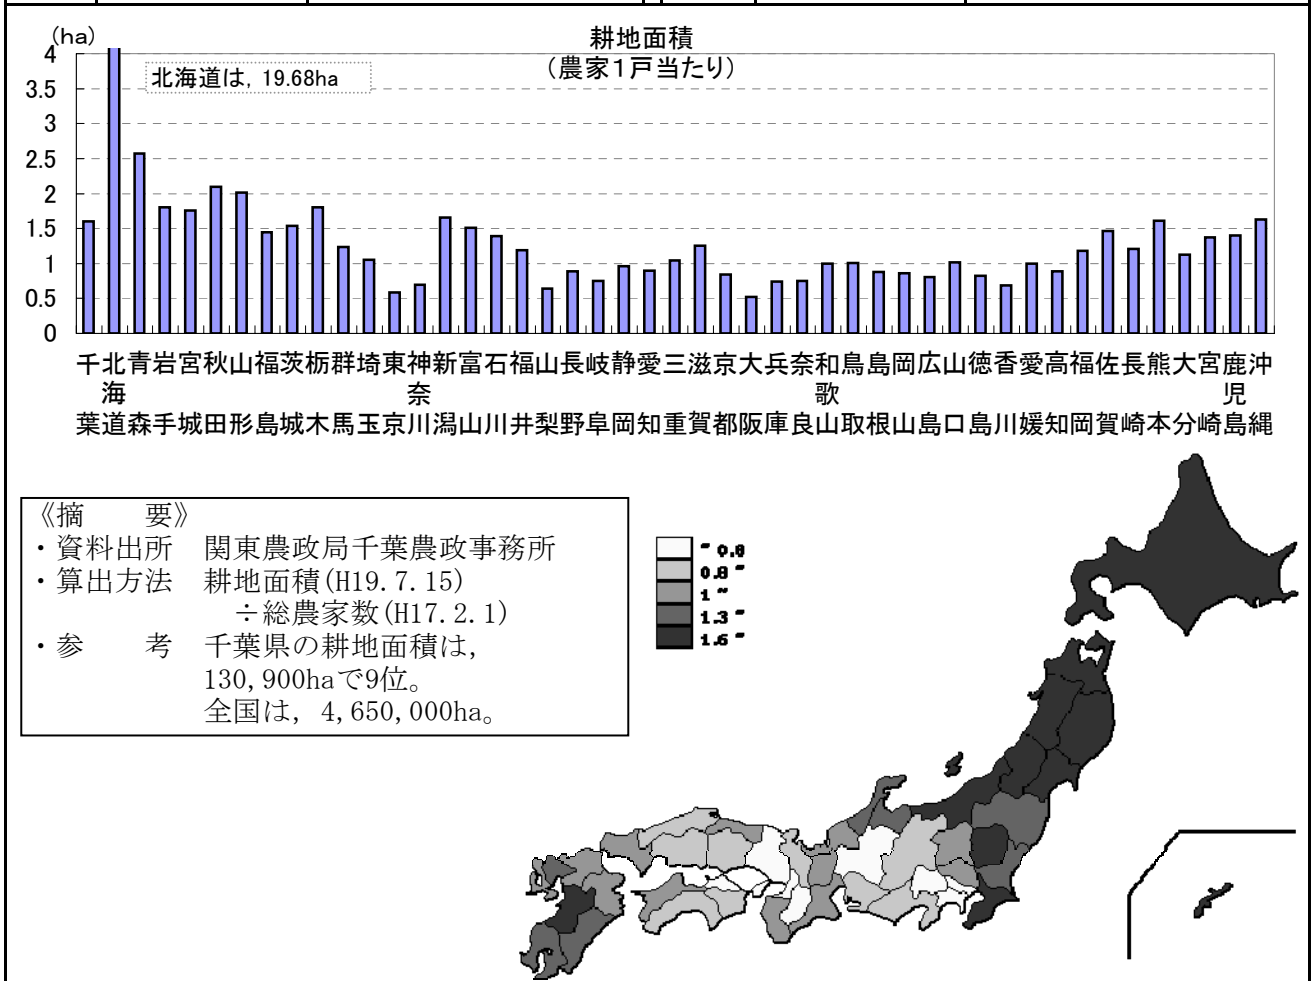 (ha)
耕地面積
(農家1戸当たり)
北海道は，19.68ha
4
3.5
3
2.5
2
1.5
1
0.5
0
千葉 北海道 青森 岩手 宮城 秋田 山形 福島 茨城 栃木 群馬 埼玉 東京 神奈川 新潟 富山 石川 福井 山梨 長野 岐阜 静岡 愛知 三重 滋賀 京都 大阪 兵庫 奈良 和歌山 鳥取 島根 岡山 広島 山口 徳島 香川 愛媛 高知 福岡 佐賀 長崎 熊本 大分 宮崎 鹿児島 沖縄
《摘　　要》
・資料出所　関東農政局千葉農政事務所
・算出方法　耕地面積(H19.7.15)
÷総農家数(H17.2.1)
・参　　考　千葉県の耕地面積は，
130,900haで9位。
全国は，4,650,000ha。
~ 0.8
0.8 ~
1 ~
1.3 ~
1.6 ~